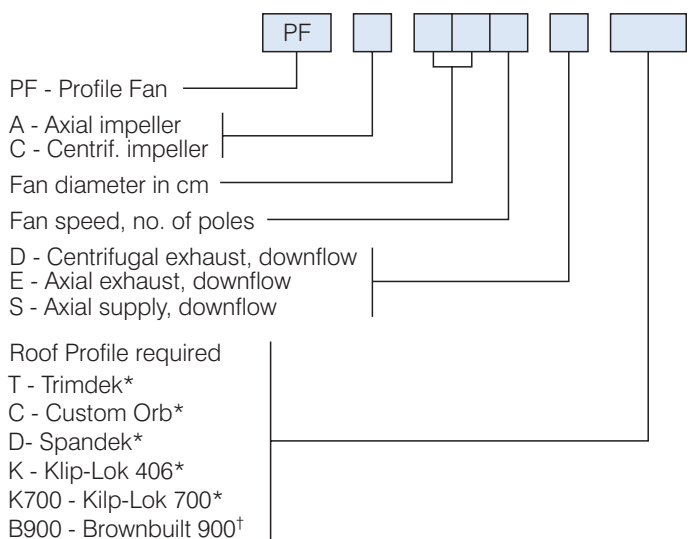 PF
PF - Profile Fan
A - Axial impeller
C - Centrif. impeller
Fan diameter in cm
Fan speed, no. of poles
D - Centrifugal exhaust, downflow
E - Axial exhaust, downflow
S - Axial supply, downflow
Roof Profile required
T - Trimdek*
C - Custom Orb*
D- Spandek*
K - Klip-Lok 406*
K700 - Kilp-Lok 700*
B900 - Brownbuilt 900†